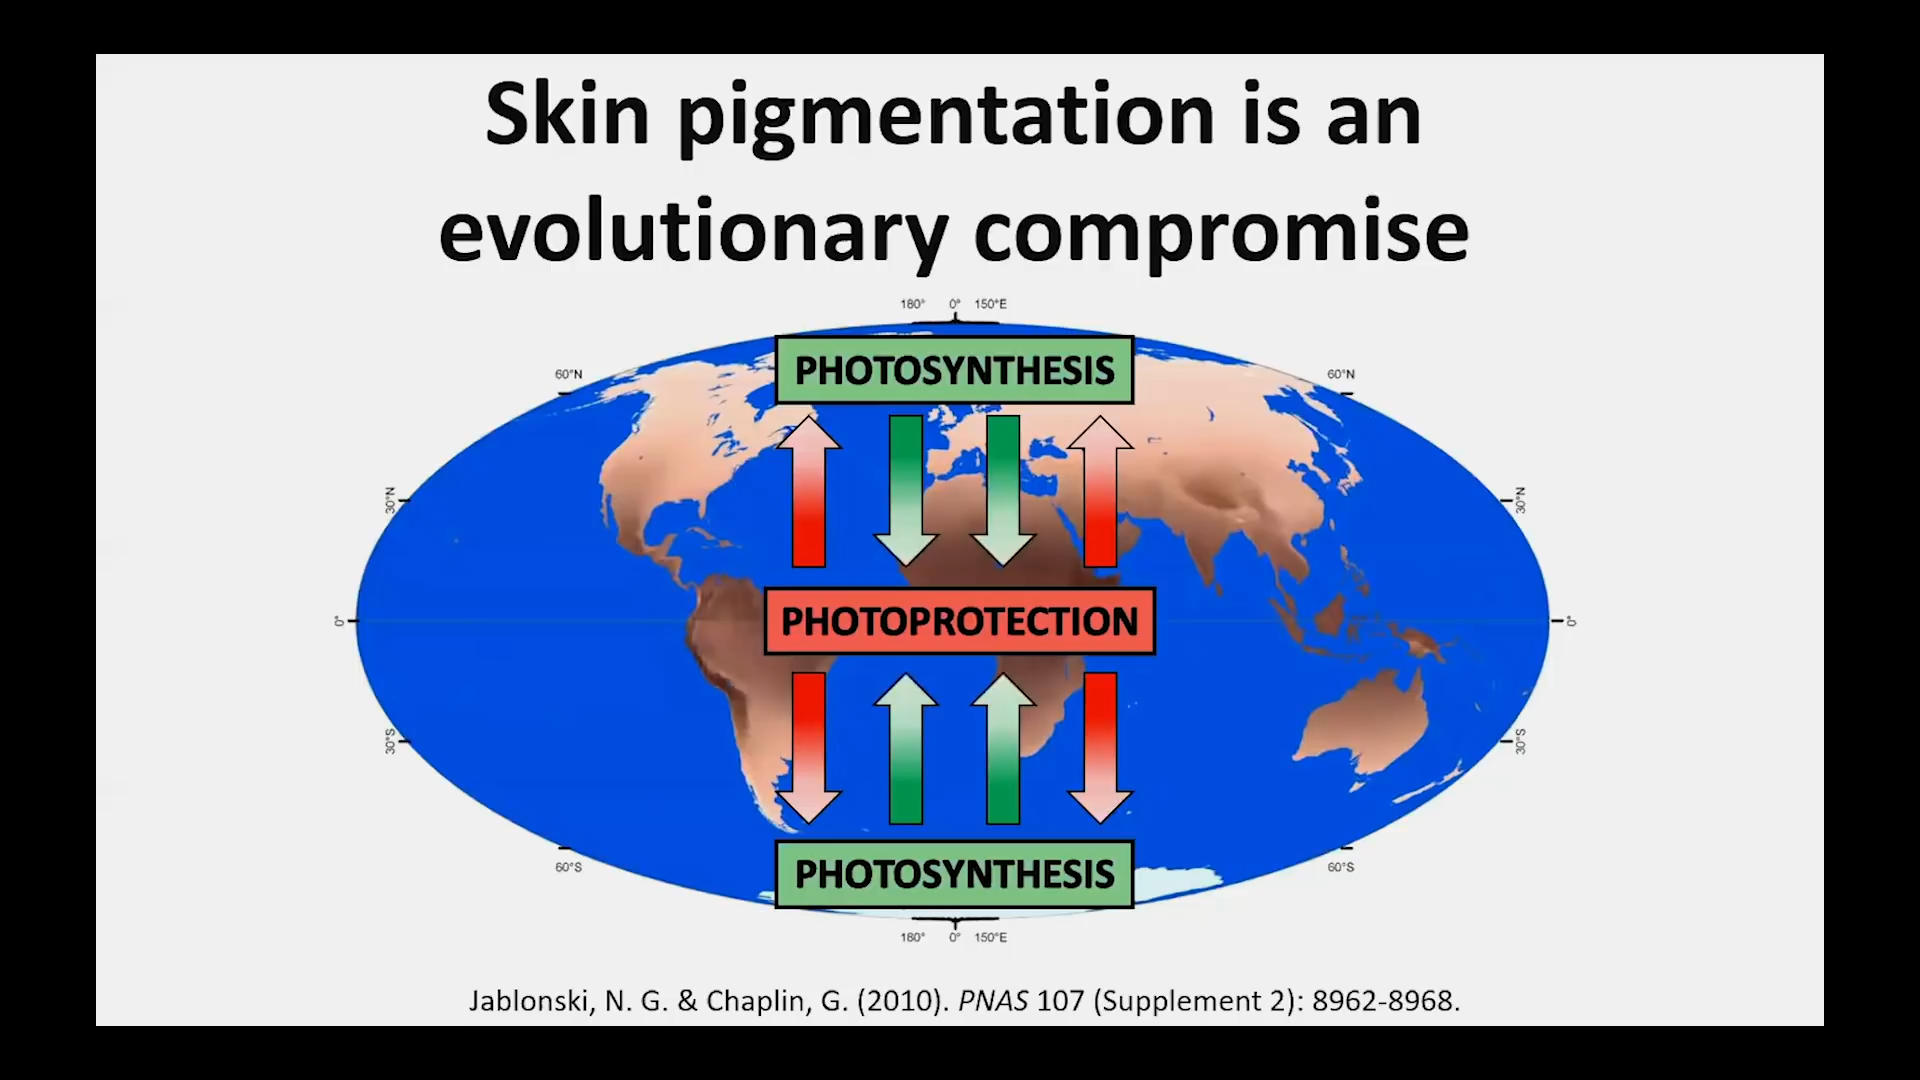 Skin pigmentation is an
evolutionary compromise
180° 0° 150°E
PHOTOSYNTHESIS
60°N 60°N
30°N 30°N
PHOTOPROTECTION
0° 0°
30°S 30°S
PHOTOSYNTHESIS
60°S 60°S
180° 0° 150°E
Jablonski, N. G. & Chaplin, G. (2010). PNAS 107 (Supplement 2): 8962-8968.